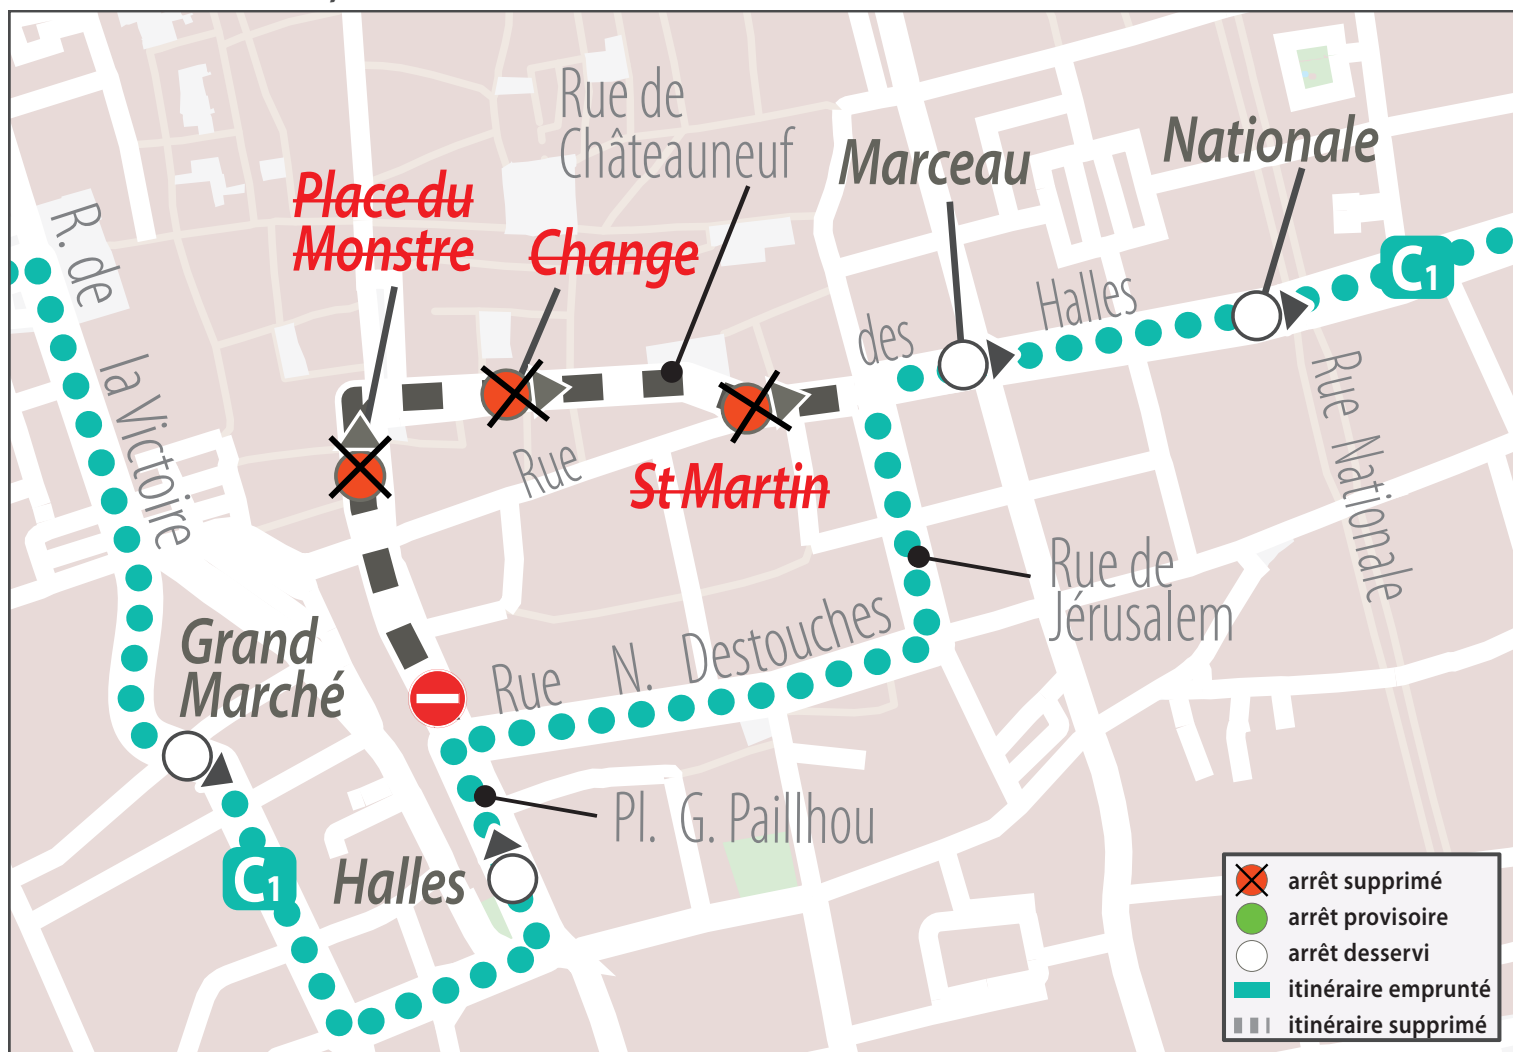 Rue de
Châteauneuf
Nationale
Marceau
Place du
Monstre
Change
R. de
la Victoire
C1
Halles
des
Rue
St Martin
Rue Nationale
Rue de
Jérusalem
Grand
Marché
Rue N. Destouches
Pl. G. Paillhou
C1
Halles
arrêt supprimé
arrêt provisoire
arrêt desservi
itinéraire emprunté
itinéraire supprimé